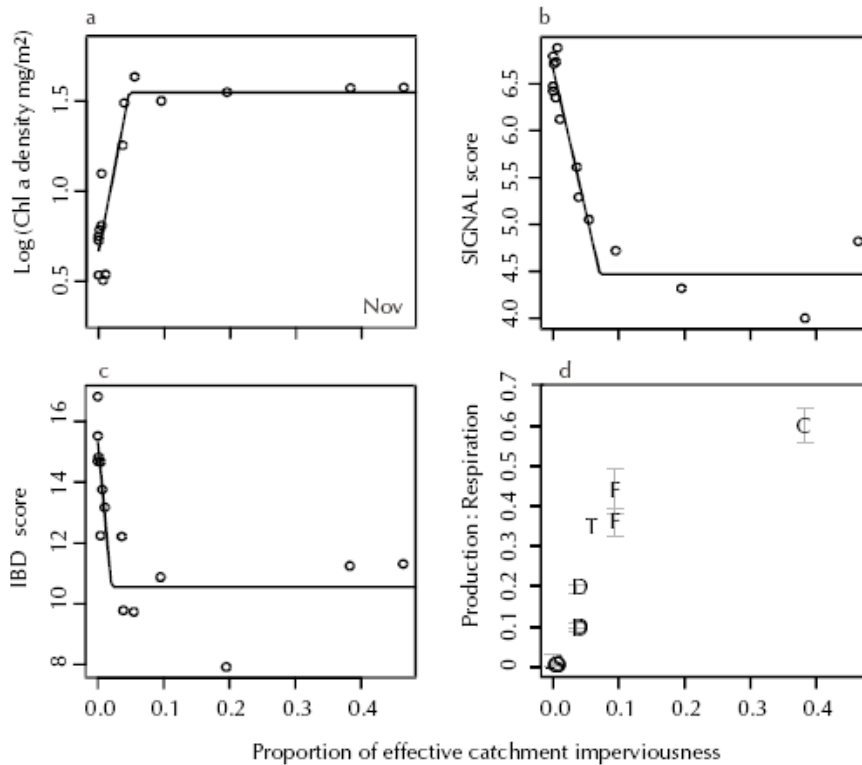 a
Log (Chl a density mg/m2)
1.5
1.0
0.5
Nov
b
SIGNAL score
6.5
6.0
5.5
5.0
4.5
4.0
c
IBD score
16
14
12
10
8
0.0 0.1 0.2 0.3 0.4
d
Production : Respiration
0.7
0.6
0.5
0.4
0.3
0.2
0.1
0
C
F
F
T
D
D
0.0 0.1 0.2 0.3 0.4
Proportion of effective catchment imperviousness